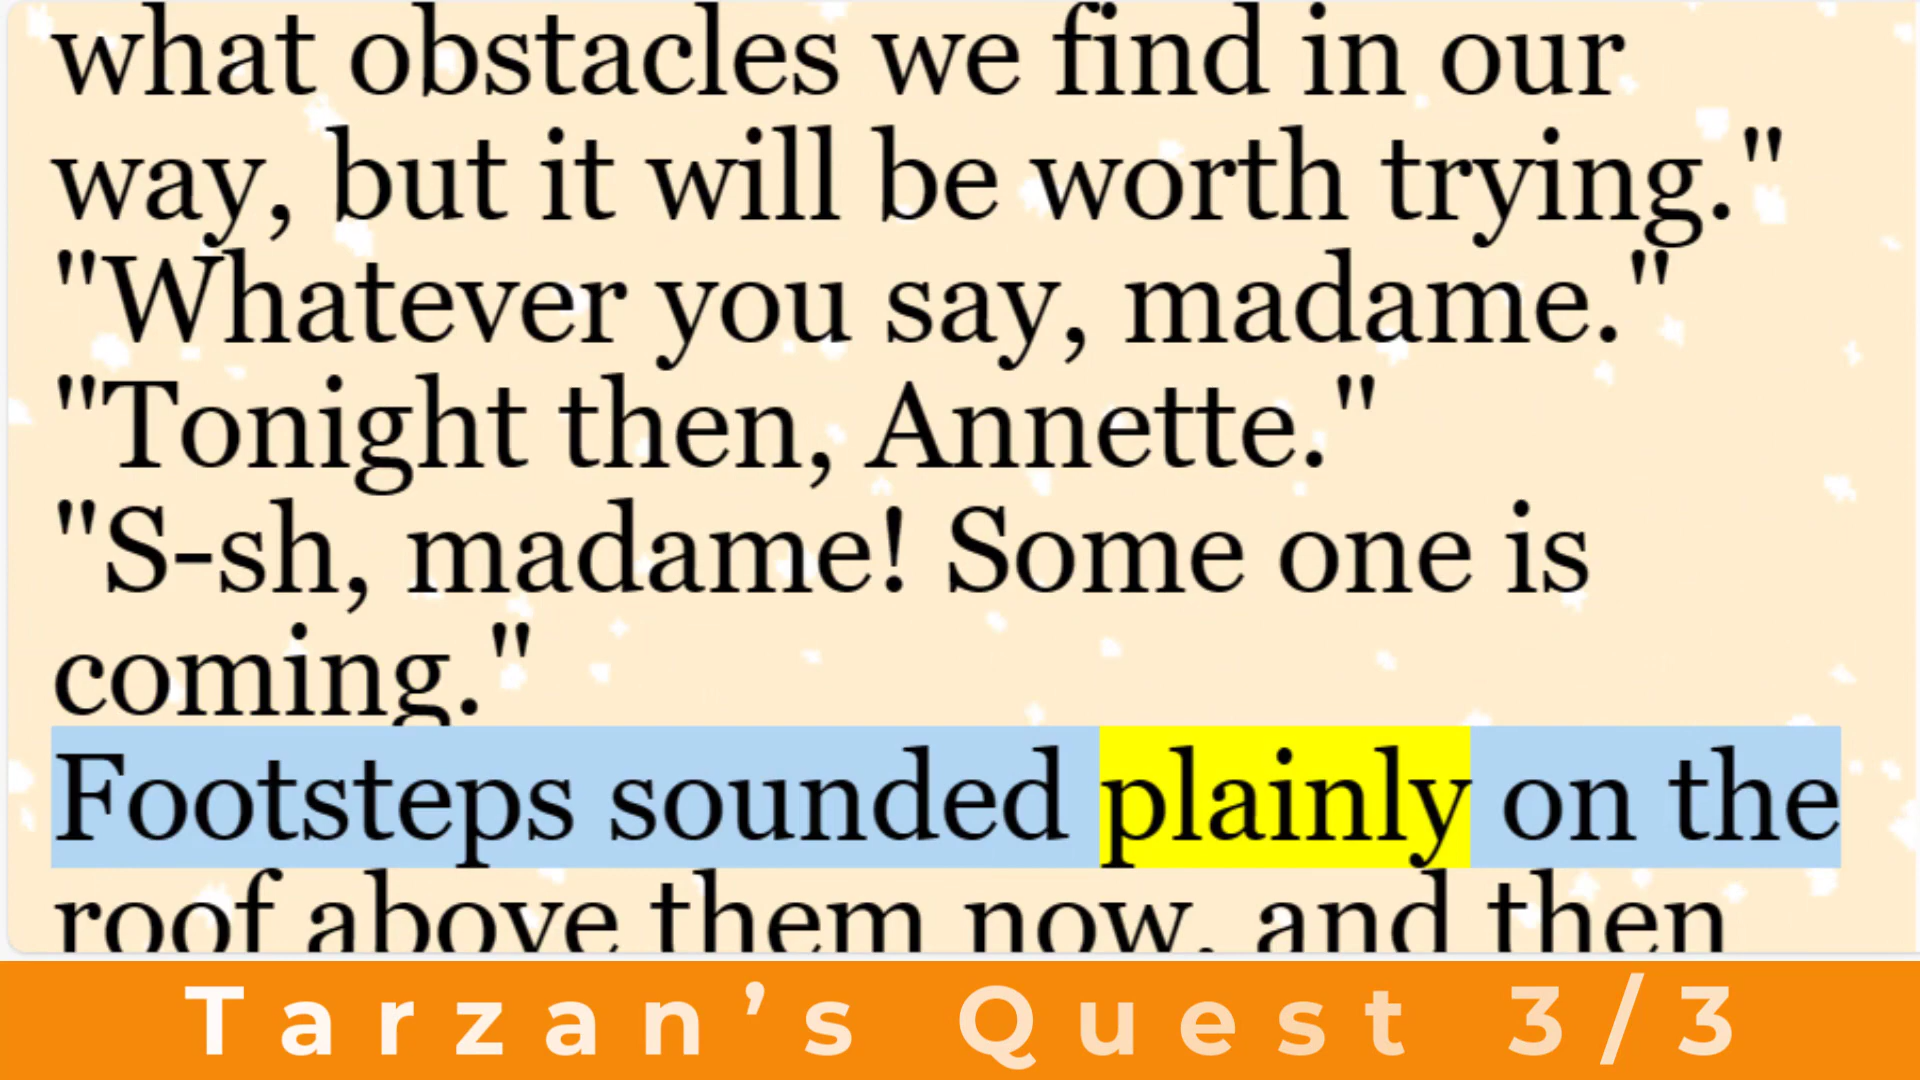 what obstacles we find in our
way, but it will be worth trying."
"Whatever you say, madame."
"Tonight then, Annette."
"S-sh, madame! Some one is
coming."
Footsteps sounded plainly on the
roof above them now, and then
Tarzan’s Quest 3/3